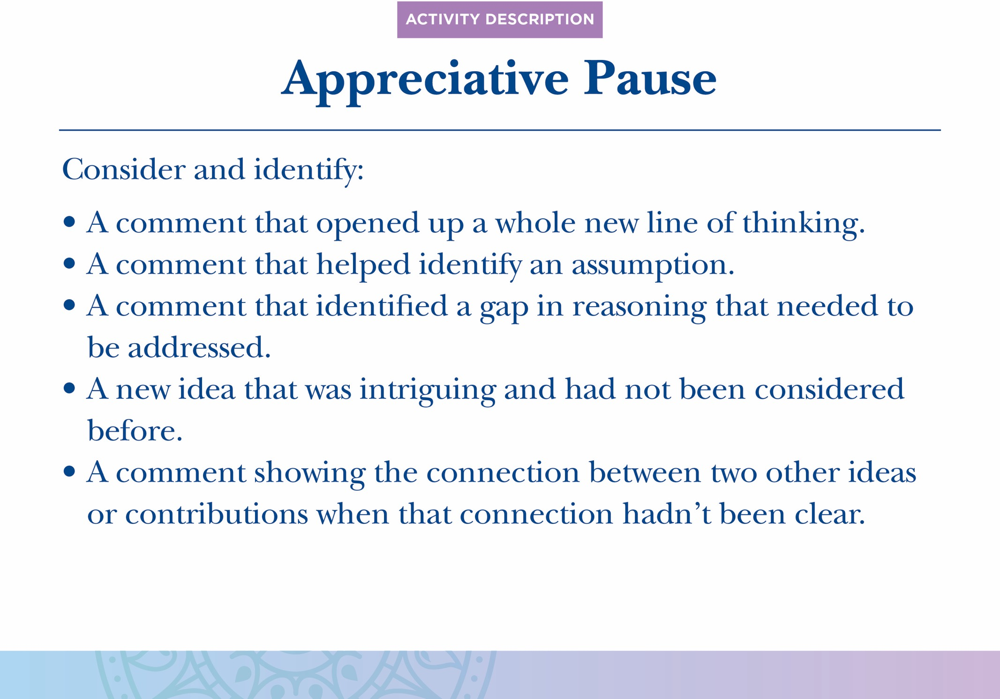 ACTIVITY DESCRIPTION
Appreciative Pause
Consider and identify:
• A comment that opened up a whole new line of thinking.
• A comment that helped identify an assumption.
• A comment that identified a gap in reasoning that needed to
be addressed.
• A new idea that was intriguing and had not been considered
before.
• A comment showing the connection between two other ideas
or contributions when that connection hadn’t been clear.